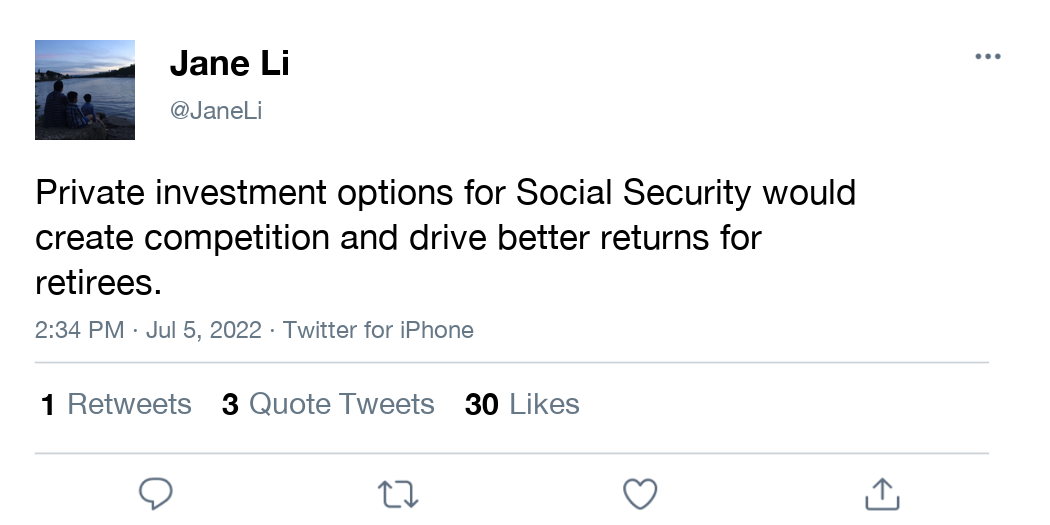 Jane Li
@JaneLi
Private investment options for Social Security would
create competition and drive better returns for
retirees.
2:34 PM · Jul 5, 2022 · Twitter for iPhone
1 Retweets 3 Quote Tweets 30 Likes